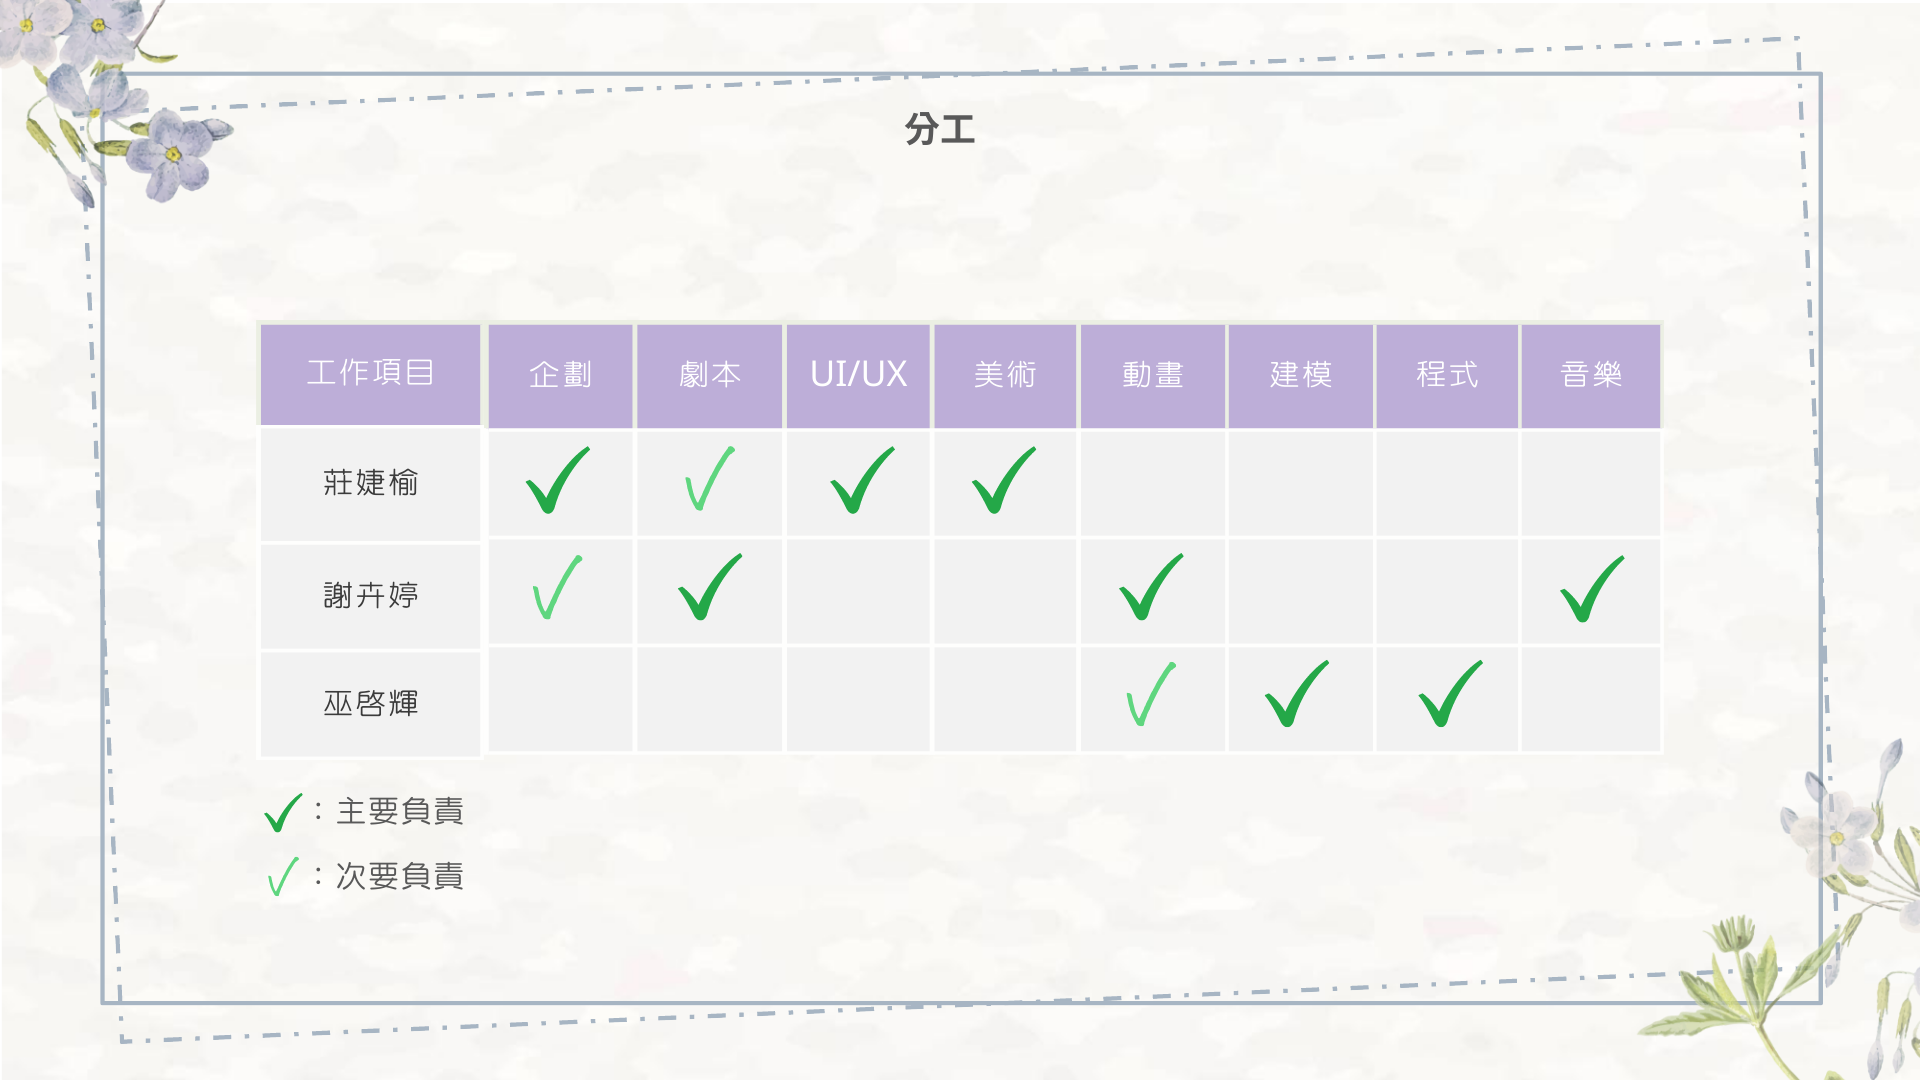 分工
工作項目 企劃 劇本 UI/UX 美術 動畫 建模 程式 音樂
莊婕榆 ✓ ✓ ✓ ✓
謝卉婷 ✓ ✓ ✓ ✓
巫啓輝 ✓ ✓ ✓
✓：主要負責
✓：次要負責